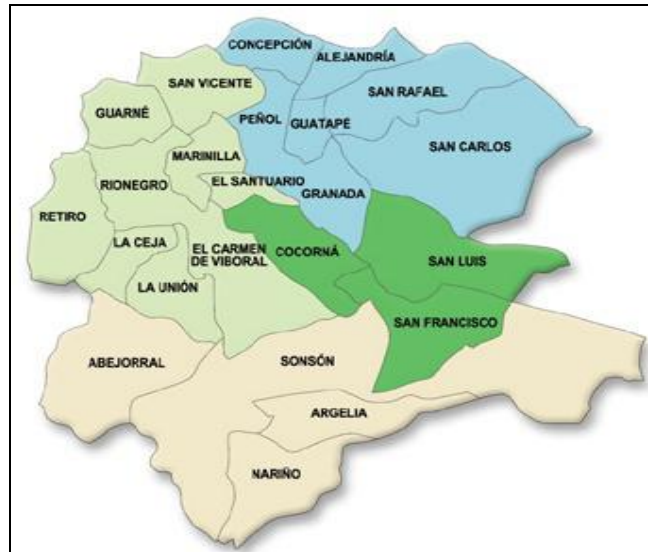 CONCEPCIÓN
ALEJANDRÍA
SAN VICENTE
SAN RAFAEL
GUARNÉ
PEÑOL
GUATAPÉ
MARINILLA
SAN CARLOS
RIONEGRO
EL SANTUARIO
GRANADA
RETIRO
LA CEJA
EL CARMEN
DE VIBORAL
COCORNÁ
SAN LUIS
LA UNIÓN
SAN FRANCISCO
ABEJORRAL
SONSÓN
ARGELIA
NARIÑO